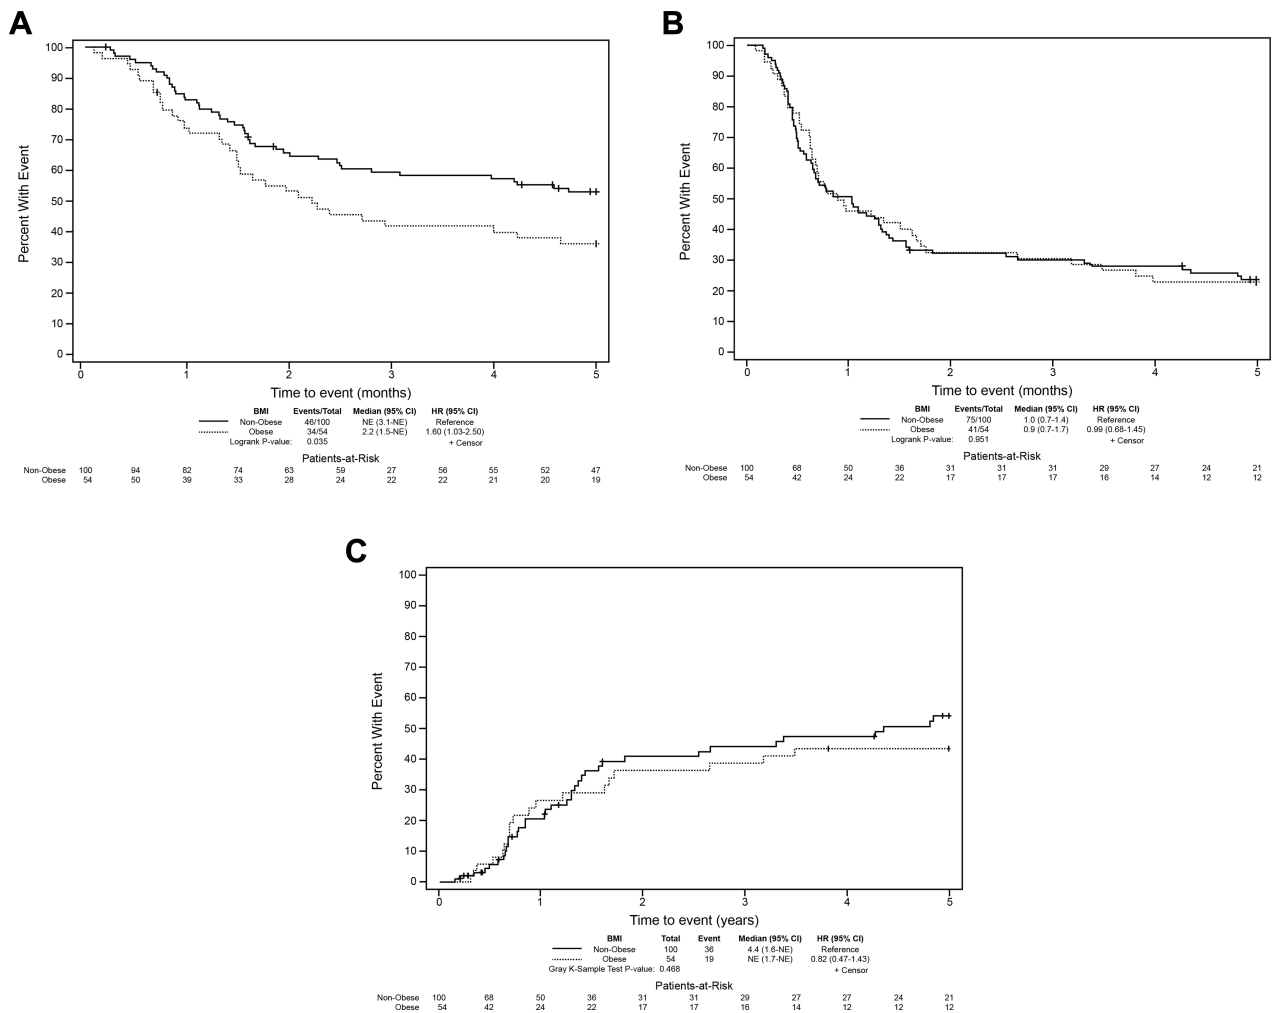 A
Percent With Event
100
90
80
70
60
50
40
30
20
10
0
0 1 2 3 4 5
Time to event (months)
BMI Events/Total Median (95% CI) HR (95% CI)
Non-Obese 46/100 NE (3.1-NE) Reference
Obese 34/54 2.2 (1.5-NE) 1.60 (1.03-2.50)
Logrank P-value: 0.035 + Censor
Patients-at-Risk
Non-Obese 100 94 82 74 63 59 27 56 55 52 47
Obese 54 50 39 33 28 24 22 22 21 20 19
B
Percent With Event
100
90
80
70
60
50
40
30
20
10
0
0 1 2 3 4 5
Time to event (months)
BMI Events/Total Median (95% CI) HR (95% CI)
Non-Obese 75/100 1.0 (0.7-1.4) Reference
Obese 41/54 0.9 (0.7-1.7) 0.99 (0.68-1.45)
Logrank P-value: 0.951 + Censor
Patients-at-Risk
Non-Obese 100 68 50 36 31 31 31 29 27 24 21
Obese 54 42 24 22 17 17 17 16 14 12 12
C
Percent With Event
100
90
80
70
60
50
40
30
20
10
0
0 1 2 3 4 5
Time to event (years)
BMI Total Event Median (95% CI) HR (95% CI)
Non-Obese 100 36 4.4 (1.6-NE) Reference
Obese 54 19 NE (1.7-NE) 0.82 (0.47-1.43)
Gray K-Sample Test P-value: 0.468 + Censor
Patients-at-Risk
Non-Obese 100 68 50 36 31 31 29 27 27 24 21
Obese 54 42 24 22 17 17 16 14 12 12 12